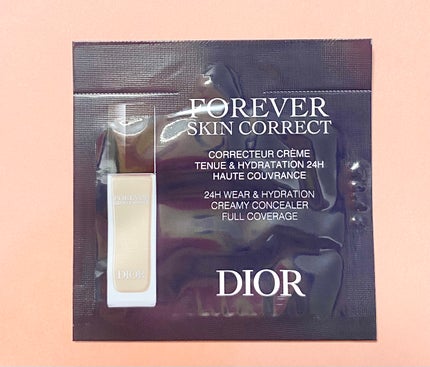 FOREVER
SKIN CORRECT
CORRECTEUR CRÈME
TENUE & HYDRATATION 24H
HAUTE COUVRANCE
24H WEAR & HYDRATION
CREAMY CONCEALER
FULL COVERAGE
DIOR
FOREVER
DIOR